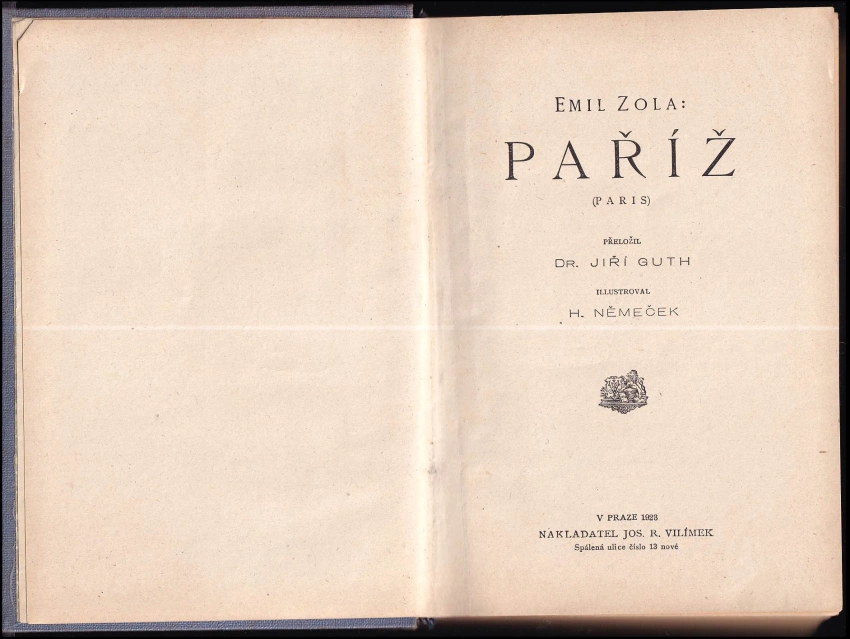 EMIL ZOLA:
PAŘÍŽ
(PARIS)
PŘELOŽIL
DR. JIŘÍ GUTH
ILLUSTROVAL
H. NĚMEČEK
V PRAZE 1923
NAKLADATEL JOS. R. VILÍMEK
Spálená ulice číslo 13 nové